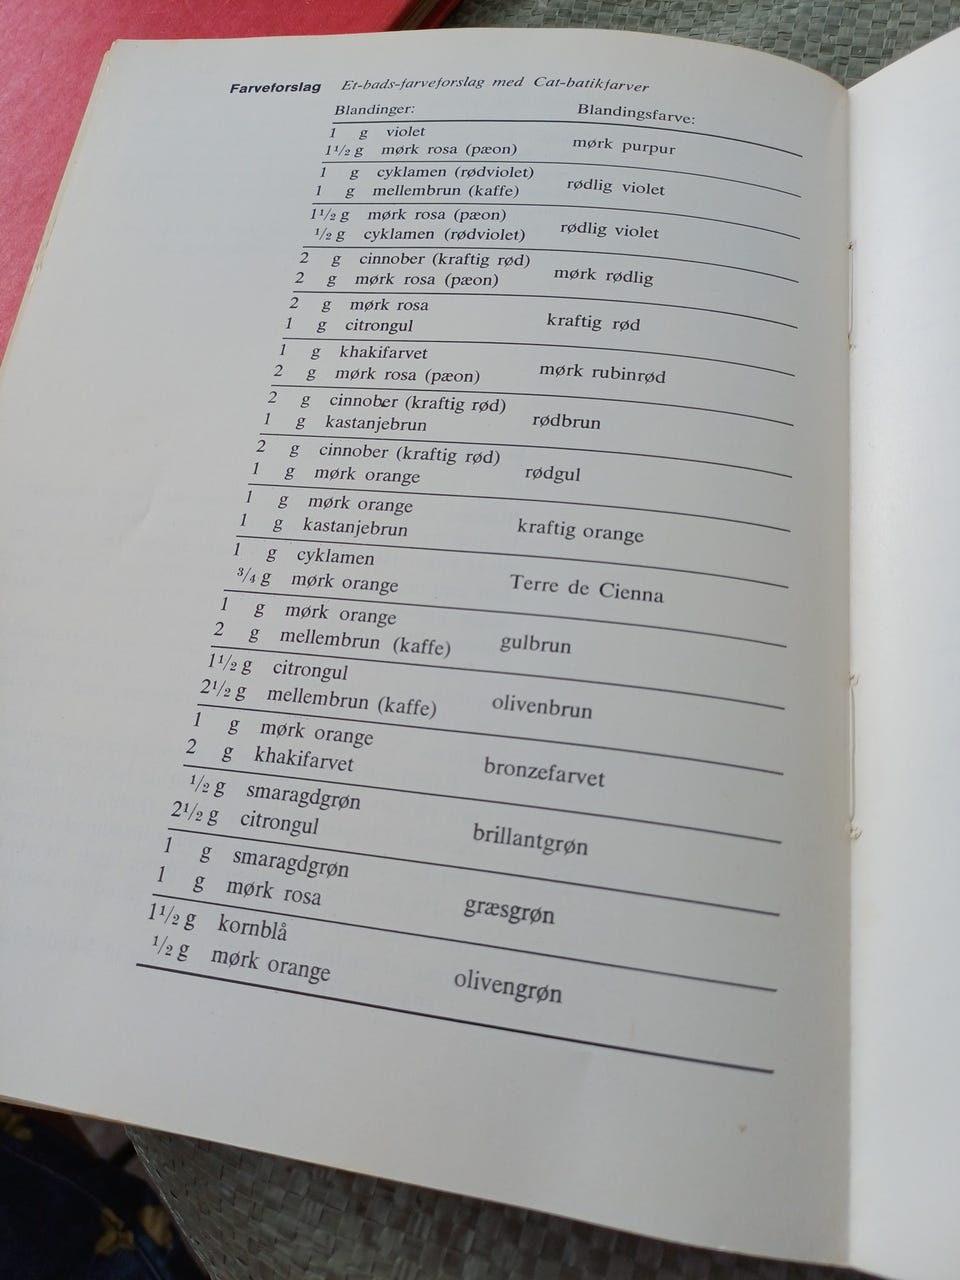 Farveforslag Et-bads-farveforslag med Cat-batikfarver
Blandinger: Blandingsfarve:
1 g violet
1½ g mørk rosa (pæon) mørk purpur
1 g cyklamen (rødviolet)
1 g mellembrun (kaffe) rødlig violet
1½ g mørk rosa (pæon)
½ g cyklamen (rødviolet) rødlig violet
2 g cinnober (kraftig rød)
2 g mørk rosa (pæon) mørk rødlig
2 g mørk rosa
1 g citrongul kraftig rød
1 g khakifarvet
2 g mørk rosa (pæon) mørk rubinrød
2 g cinnober (kraftig rød)
1 g kastanjebrun rødbrun
2 g cinnober (kraftig rød)
1 g mørk orange rødgul
1 g mørk orange
1 g kastanjebrun kraftig orange
1 g cyklamen
¾ g mørk orange Terre de Cienna
1 g mørk orange
2 g mellembrun (kaffe) gulbrun
1½ g citrongul
2½ g mellembrun (kaffe) olivenbrun
1 g mørk orange
2 g khakifarvet bronzefarvet
½ g smaragdgrøn
2½ g citrongul brillantgrøn
1 g smaragdgrøn
1 g mørk rosa græsgrøn
1½ g kornblå
½ g mørk orange olivengrøn